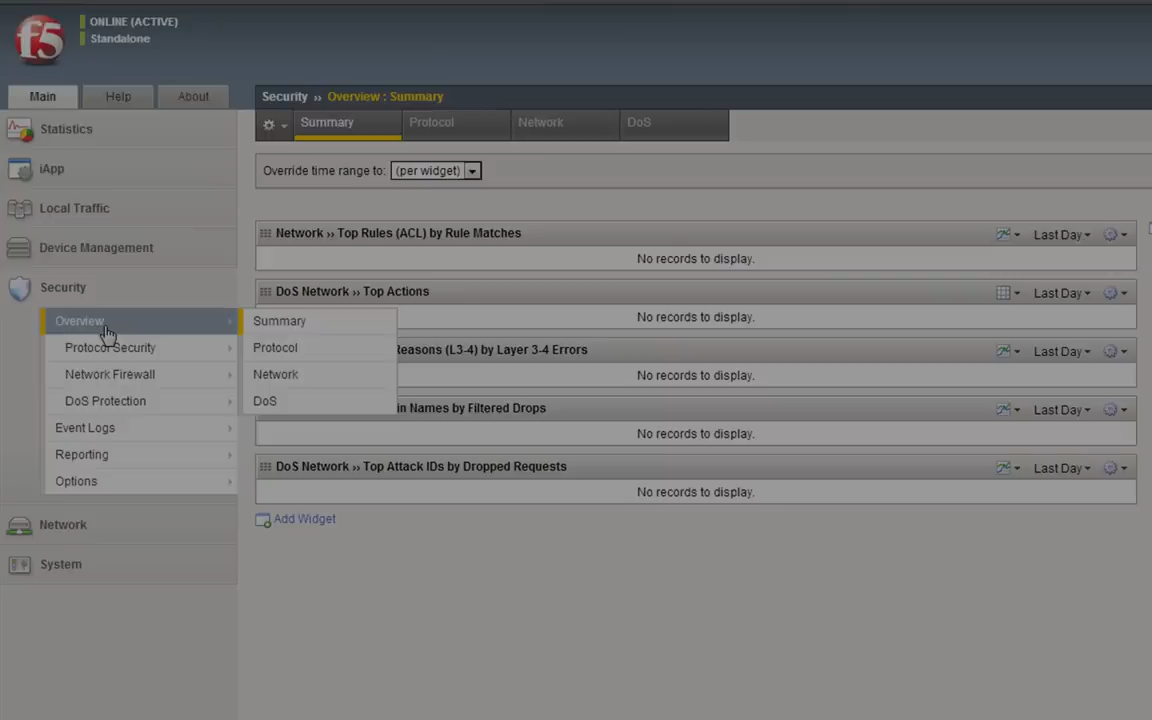 f5
ONLINE (ACTIVE)
Standalone
Main
Help
About
Security ›› Overview : Summary
Statistics
iApp
Local Traffic
Device Management
Security
Overview
Protocol Security
Network Firewall
DoS Protection
Event Logs
Reporting
Options
Network
System
Summary
Protocol
Network
DoS
Summary
Protocol
Network
DoS
Override time range to: (per widget)
Network ›› Top Rules (ACL) by Rule Matches
Last Day
No records to display.
DoS Network ›› Top Actions
Last Day
No records to display.
Reasons (L3-4) by Layer 3-4 Errors
Last Day
No records to display.
in Names by Filtered Drops
Last Day
No records to display.
DoS Network ›› Top Attack IDs by Dropped Requests
Last Day
No records to display.
Add Widget